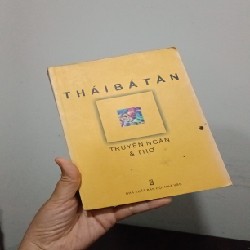 THÁI BÁ TÂN
TRUYỆN NGẮN
& THƠ